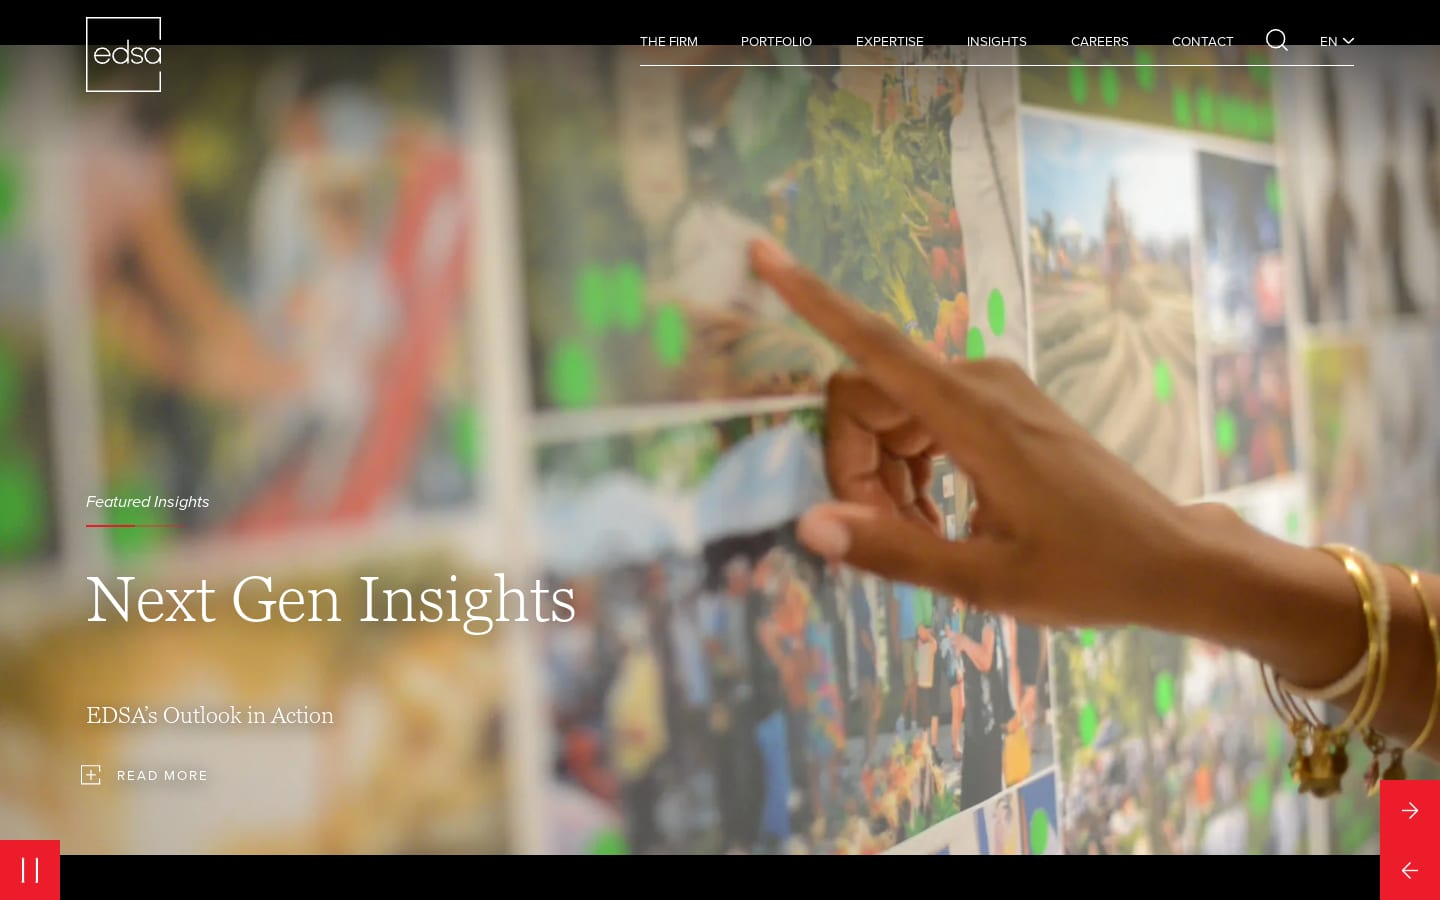 edsa
THE FIRM PORTFOLIO EXPERTISE INSIGHTS CAREERS CONTACT EN
Featured Insights
Next Gen Insights
EDSA’s Outlook in Action
READ MORE